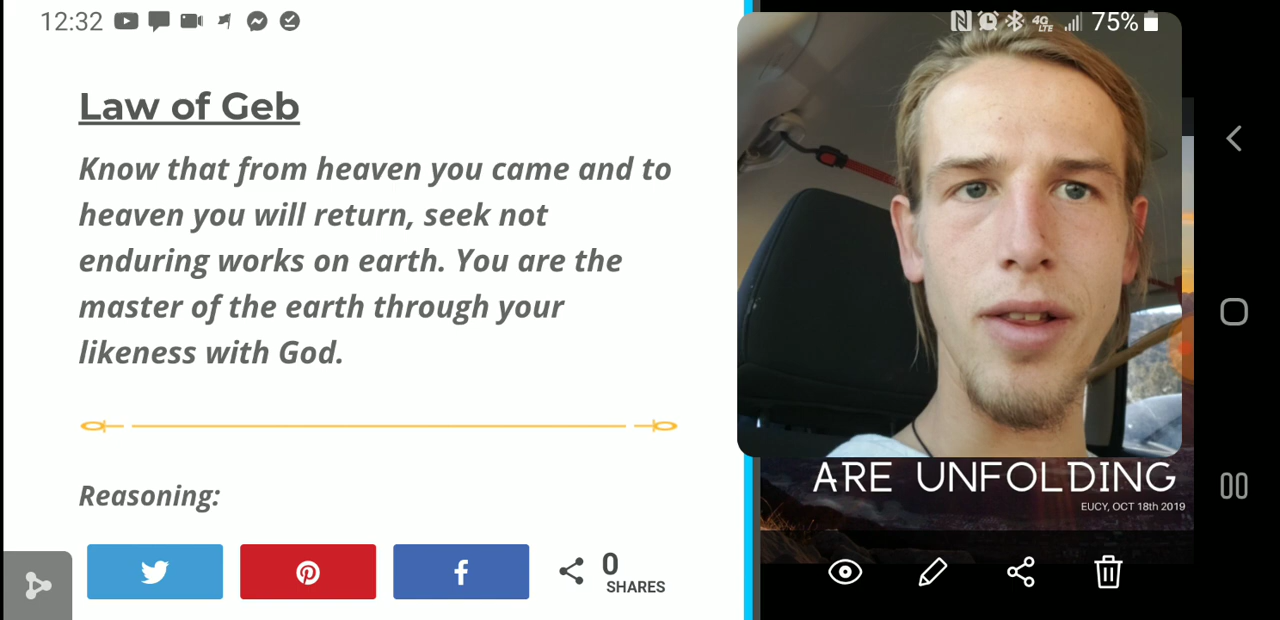 12:32
4G LTE
75%
Law of Geb
Know that from heaven you came and to
heaven you will return, seek not
enduring works on earth. You are the
master of the earth through your
likeness with God.
Reasoning:
0
SHARES
ARE UNFOLDING
EUCY, OCT 18th 2019